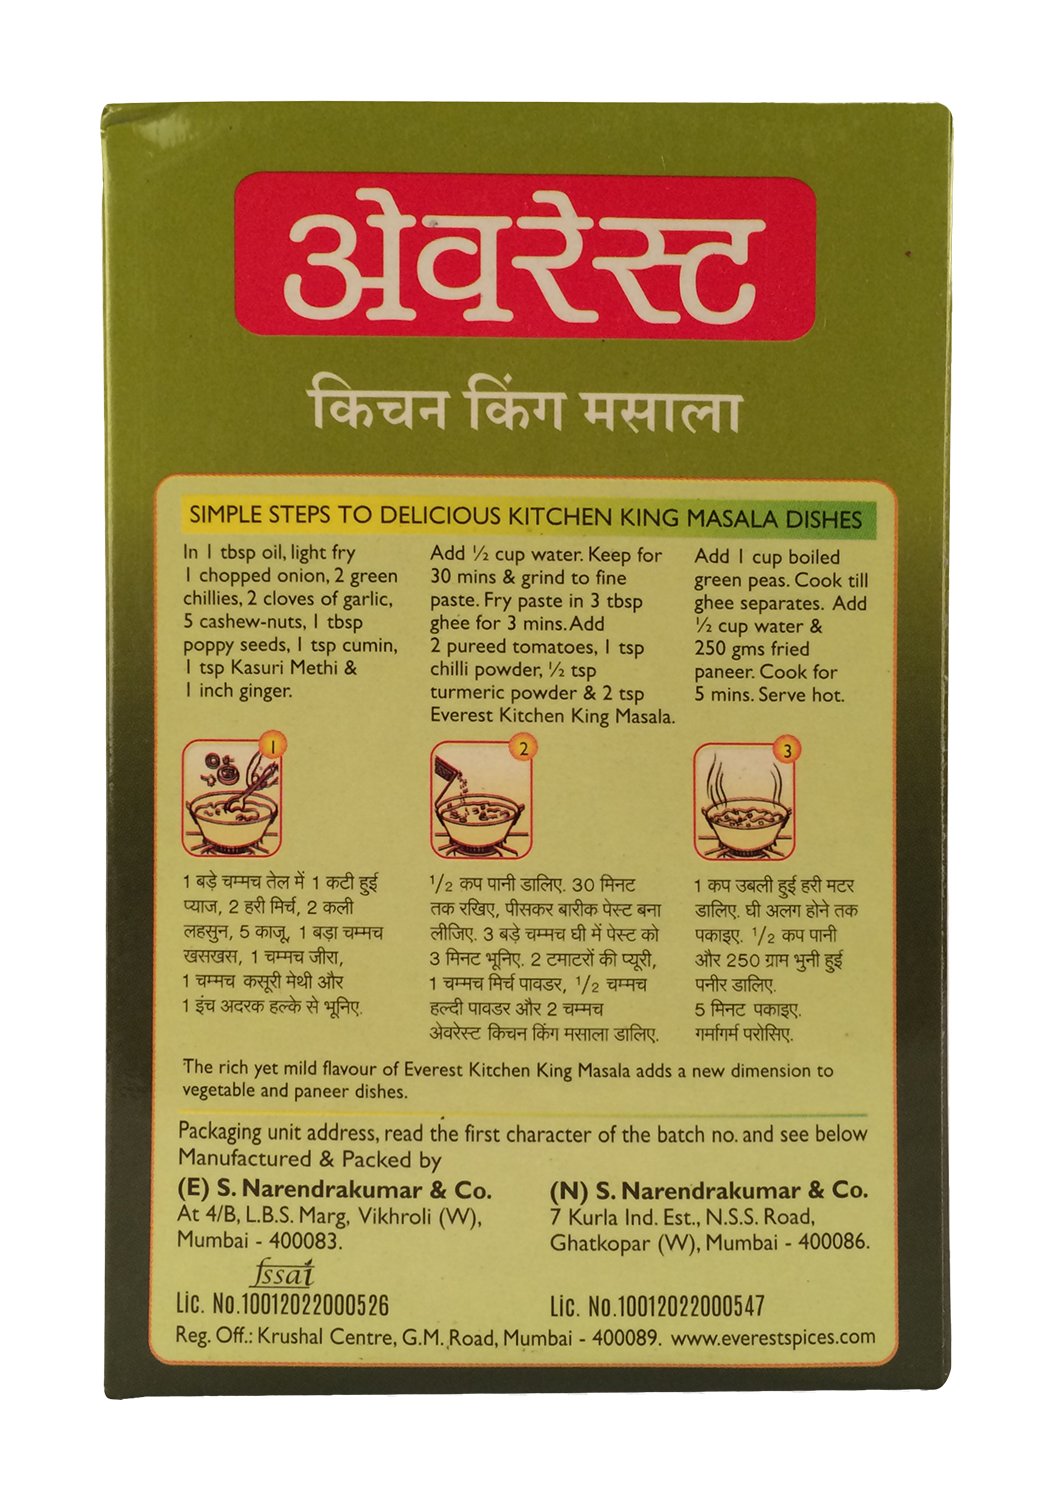 अेवरेस्ट
किचन किंग मसाला
SIMPLE STEPS TO DELICIOUS KITCHEN KING MASALA DISHES
In 1 tbsp oil, light fry
1 chopped onion, 2 green
chillies, 2 cloves of garlic,
5 cashew-nuts, 1 tbsp
poppy seeds, 1 tsp cumin,
1 tsp Kasuri Methi &
1 inch ginger.
Add ½ cup water. Keep for
30 mins & grind to fine
paste. Fry paste in 3 tbsp
ghee for 3 mins. Add
2 pureed tomatoes, 1 tsp
chilli powder, ½ tsp
turmeric powder & 2 tsp
Everest Kitchen King Masala.
Add 1 cup boiled
green peas. Cook till
ghee separates. Add
½ cup water &
250 gms fried
paneer. Cook for
5 mins. Serve hot.
1
2
3
1 बड़े चम्मच तेल में 1 कटी हुई
प्याज, 2 हरी मिर्च, 2 कली
लहसुन, 5 काजू, 1 बड़ा चम्मच
खसखस, 1 चम्मच जीरा,
1 चम्मच कसूरी मेथी और
1 इंच अदरक हल्के से भूनिए.
1/2 कप पानी डालिए. 30 मिनट
तक रखिए, पीसकर बारीक पेस्ट बना
लीजिए. 3 बड़े चम्मच घी में पेस्ट को
3 मिनट भूनिए. 2 टमाटरों की प्यूरी,
1 चम्मच मिर्च पावडर, 1/2 चम्मच
हल्दी पावडर और 2 चम्मच
अेवरेस्ट किचन किंग मसाला डालिए.
1 कप उबली हुई हरी मटर
डालिए. घी अलग होने तक
पकाइए. 1/2 कप पानी
और 250 ग्राम भुनी हुई
पनीर डालिए.
5 मिनट पकाइए.
गर्मागर्म परोसिए.
The rich yet mild flavour of Everest Kitchen King Masala adds a new dimension to
vegetable and paneer dishes.
Packaging unit address, read the first character of the batch no. and see below
Manufactured & Packed by
(E) S. Narendrakumar & Co.
At 4/B, L.B.S. Marg, Vikhroli (W),
Mumbai - 400083.
fssai
Lic. No.10012022000526
(N) S. Narendrakumar & Co.
7 Kurla Ind. Est., N.S.S. Road,
Ghatkopar (W), Mumbai - 400086.
Lic. No.10012022000547
Reg. Off.: Krushal Centre, G.M. Road, Mumbai - 400089. www.everestspices.com